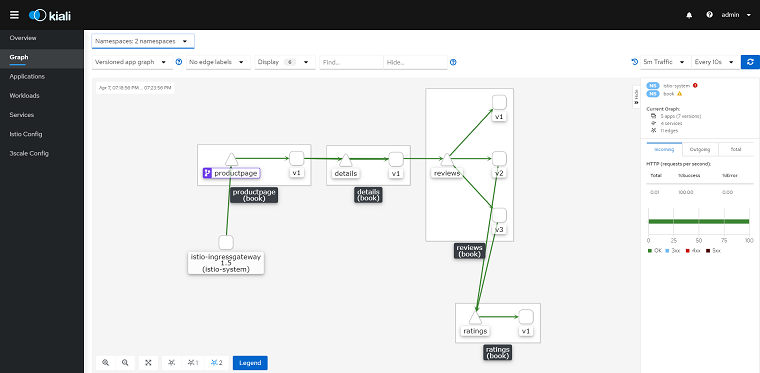 kiali
admin
Overview
Graph
Applications
Workloads
Services
Istio Config
3scale Config
Namespaces: 2 namespaces
Versioned app graph
No edge labels
Display 6
Find...
Hide...
5m Traffic
Every 10s
Apr 7, 07:18:56 PM ... 07:23:56 PM
Hide
NS istio-system
NS book
Current Graph:
5 apps (7 versions)
4 services
11 edges
Incoming
Outgoing
Total
HTTP (requests per second):
Total %Success %Error
0.01 100.00 0.00
0 25 50 75 100
OK 3xx 4xx 5xx
productpage
v1
productpage
(book)
details
v1
details
(book)
reviews
v1
v2
v3
reviews
(book)
istio-ingressgateway
1.5
(istio-system)
ratings
v1
ratings
(book)
1
2
Legend